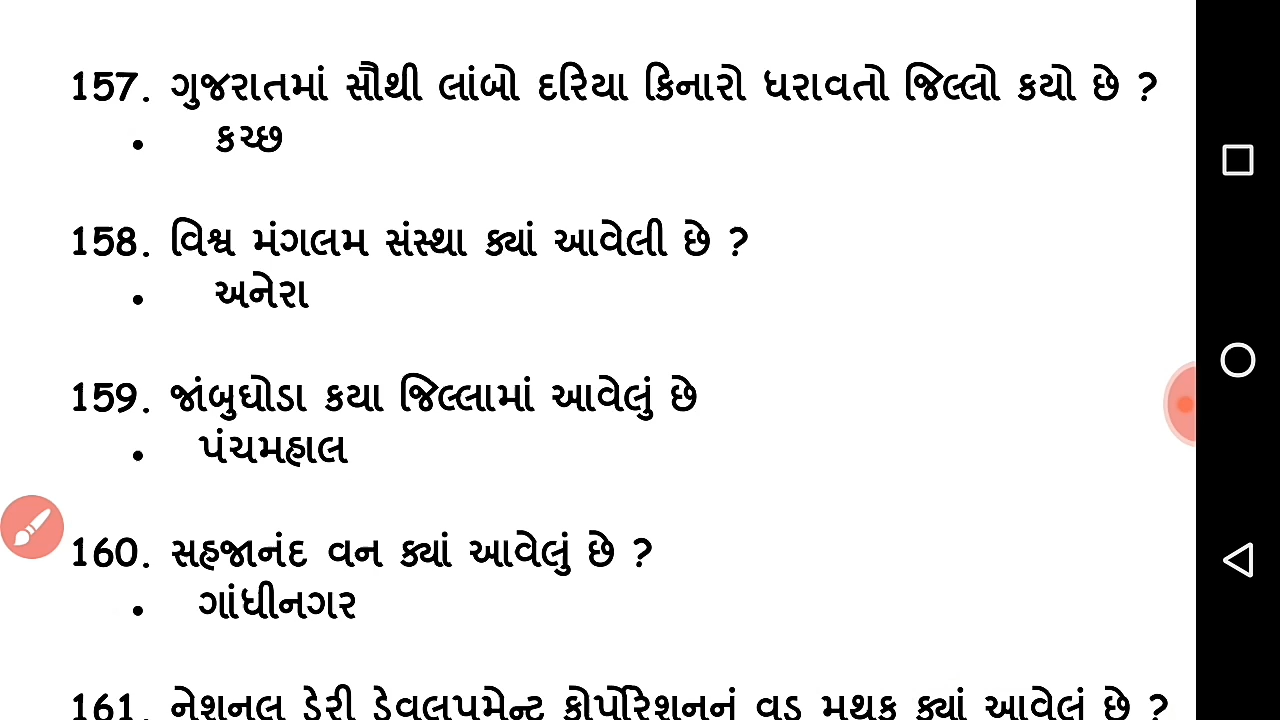 157. ગુજરાતમાં સૌથી લાંબો દરિયા કિનારો ધરાવતો જિલ્લો કયો છે ?
• કચ્છ
158. વિશ્વ મંગલમ સંસ્થા ક્યાં આવેલી છે ?
• અનેરા
159. જાંબુઘોડા કયા જિલ્લામાં આવેલું છે
• પંચમહાલ
160. સહજાનંદ વન ક્યાં આવેલું છે ?
• ગાંધીનગર
161. નેશનલ ડેરી ડેવલપમેન્ટ કોર્પોરેશનનું વડુ મથક ક્યાં આવેલું છે ?